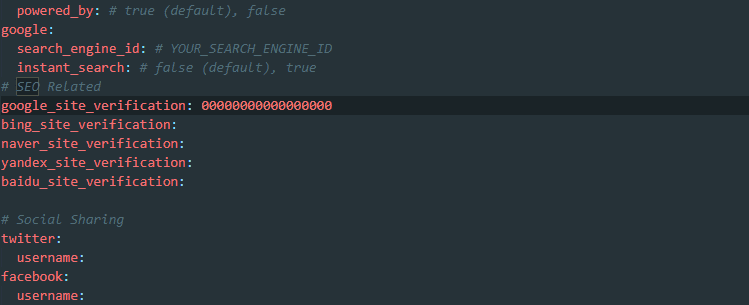 powered_by: # true (default), false
google:
search_engine_id: # YOUR_SEARCH_ENGINE_ID
instant_search: # false (default), true
# SEO Related
google_site_verification: 00000000000000000
bing_site_verification:
naver_site_verification:
yandex_site_verification:
baidu_site_verification:
# Social Sharing
twitter:
username:
facebook:
username: